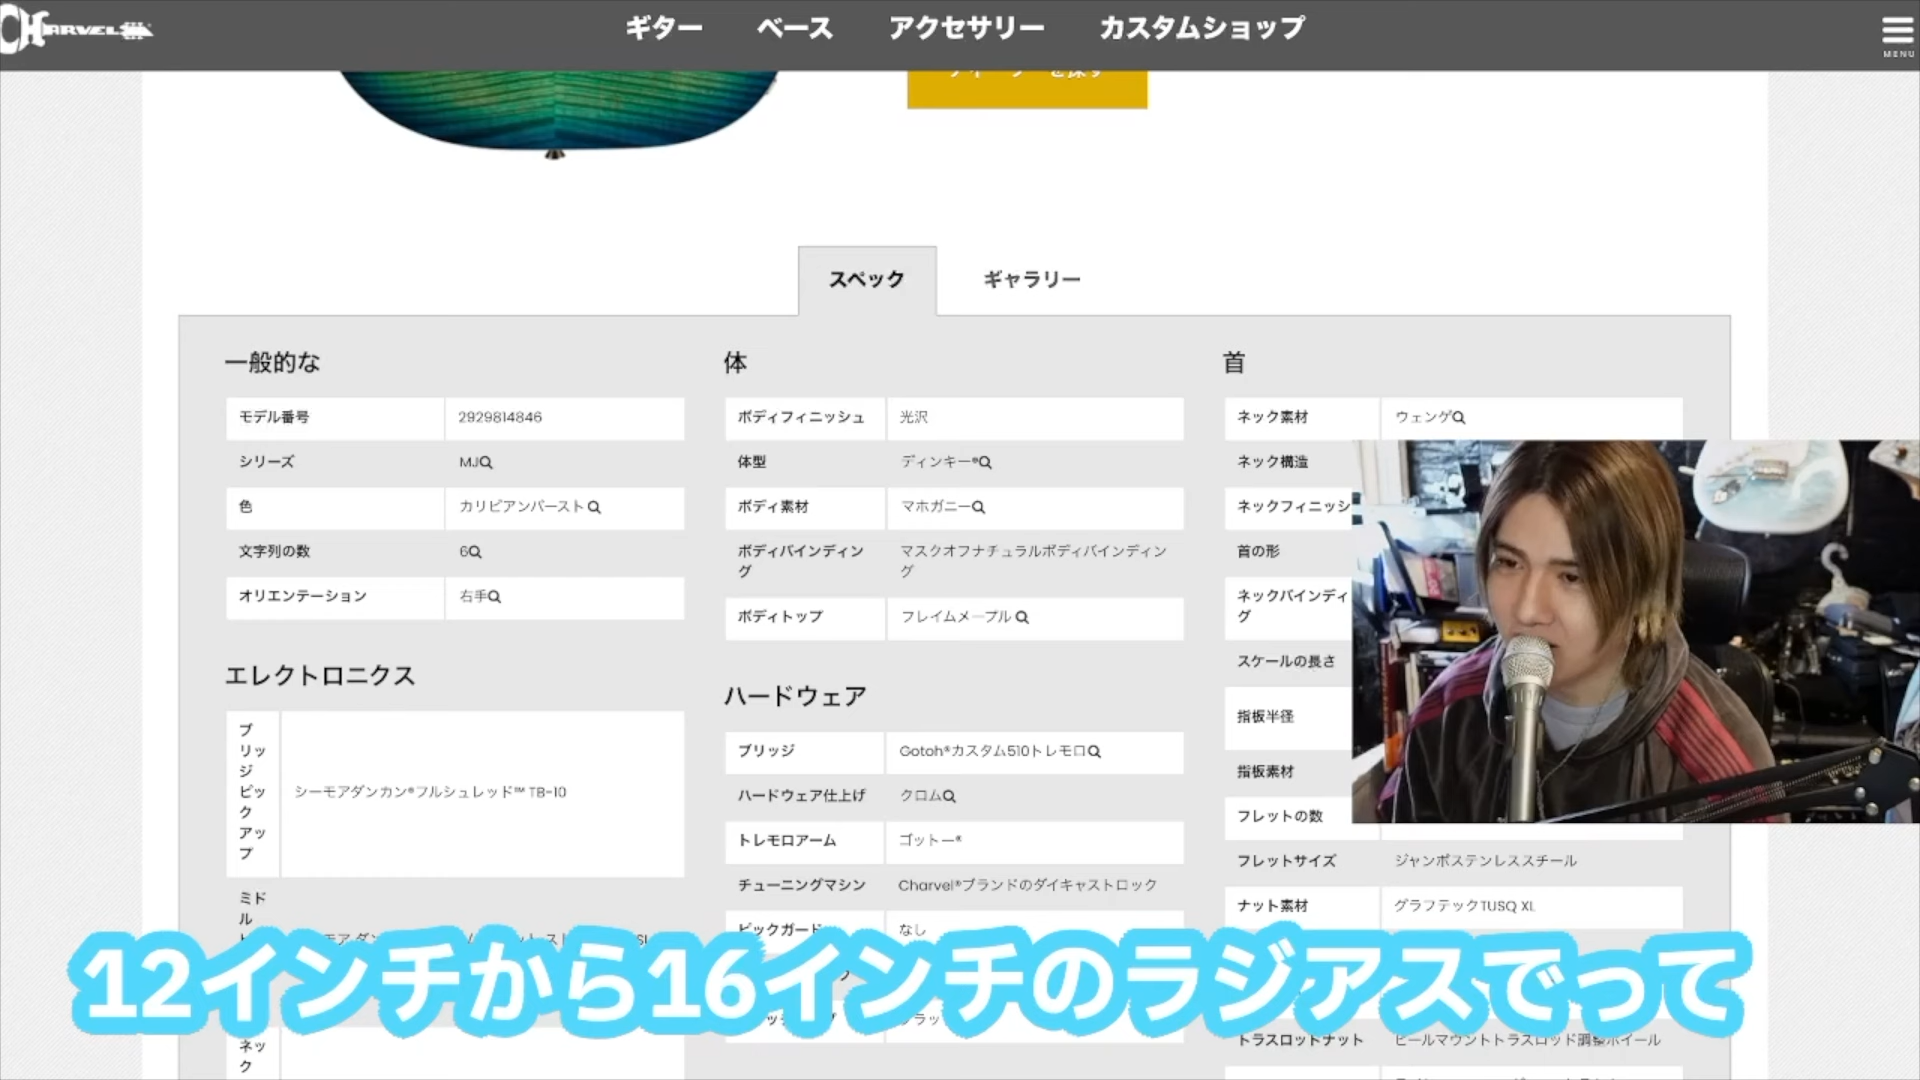 CHARVEL
ギター
ベース
アクセサリー
カスタムショップ
MENU
スペック
ギャラリー
一般的な
モデル番号 2929814846
シリーズ MJ
色 カリビアンバースト
文字列の数 6
オリエンテーション 右手
エレクトロニクス
ブ
リッ
ジ
ピッ
ク
アッ
プ
シーモアダンカン®フルシュレッド™ TB-10
ミド
ル
ネッ
ク
体
ボディフィニッシュ 光沢
体型 ディンキー®
ボディ素材 マホガニー
ボディバインディン
グ
マスクオフナチュラルボディバインディン
グ
ボディトップ フレイムメープル
ハードウェア
ブリッジ Gotoh®カスタム510トレモロ
ハードウェア仕上げ クロム
トレモロアーム ゴットー®
チューニングマシン Charvel®ブランドのダイキャストロック
ピックガード なし
首
ネック素材 ウェンゲ
ネック構造
ネックフィニッシ
首の形
ネックバインディ
グ
スケールの長さ
指板半径
指板素材
フレットの数
フレットサイズ ジャンボステンレススチール
ナット素材 グラフテックTUSQ XL
トラスロッドナット ヒールマウントトラスロッド調整ホイール
12インチから16インチのラジアスでって